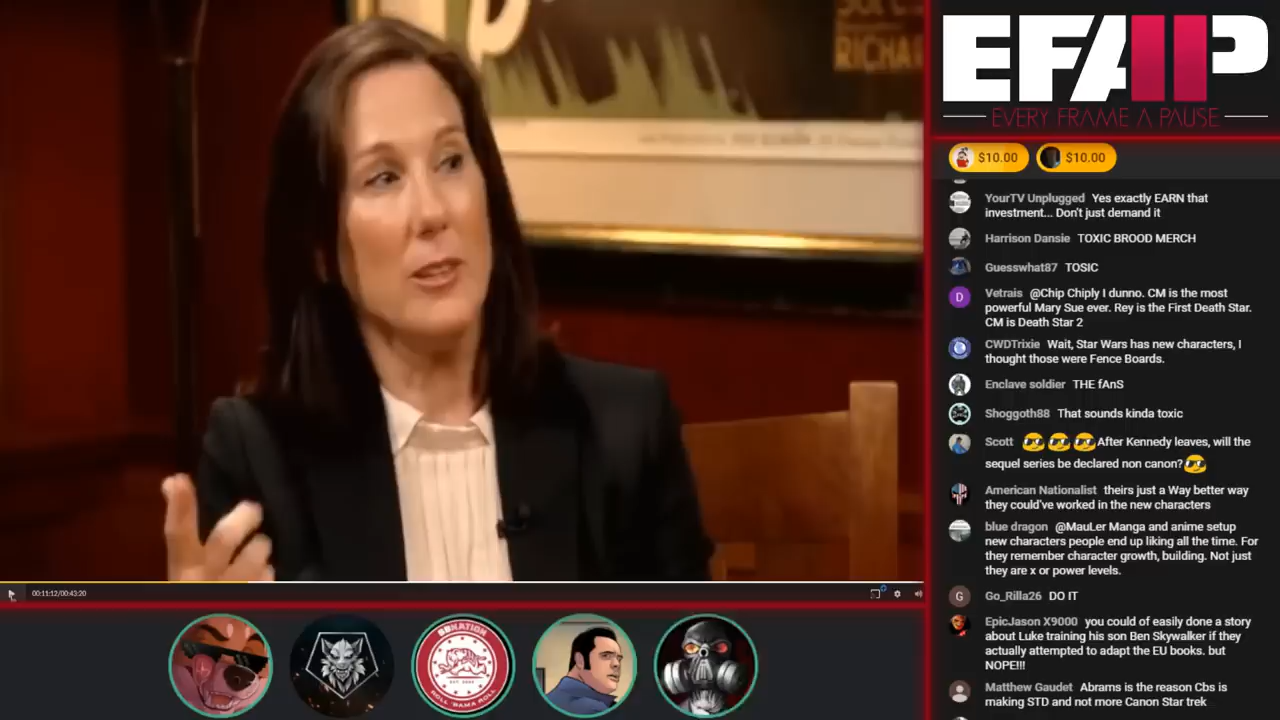 RICHA
EFAP
EVERY FRAME A PAUSE
$10.00
$10.00
YourTV Unplugged Yes exactly EARN that
investment... Don't just demand it
Harrison Dansie TOXIC BROOD MERCH
Guesswhat87 TOSIC
D
Vetrais @Chip Chiply I dunno. CM is the most
powerful Mary Sue ever. Rey is the First Death Star.
CM is Death Star 2
CWDTrixie Wait, Star Wars has new characters, I
thought those were Fence Boards.
Enclave soldier THE fAnS
Shoggoth88 That sounds kinda toxic
Scott After Kennedy leaves, will the
sequel series be declared non canon?
American Nationalist theirs just a Way better way
they could've worked in the new characters
blue dragon @MauLer Manga and anime setup
new characters people end up liking all the time. For
they remember character growth, building. Not just
they are x or power levels.
G
Go_Rilla26 DO IT
EpicJason X9000 you could of easily done a story
about Luke training his son Ben Skywalker if they
actually attempted to adapt the EU books. but
NOPE!!!
Matthew Gaudet Abrams is the reason Cbs is
making STD and not more Canon Star trek
00:11:12/00:43:20
BAMANATION
EST. 2008
ROLL 'BAMA ROLL